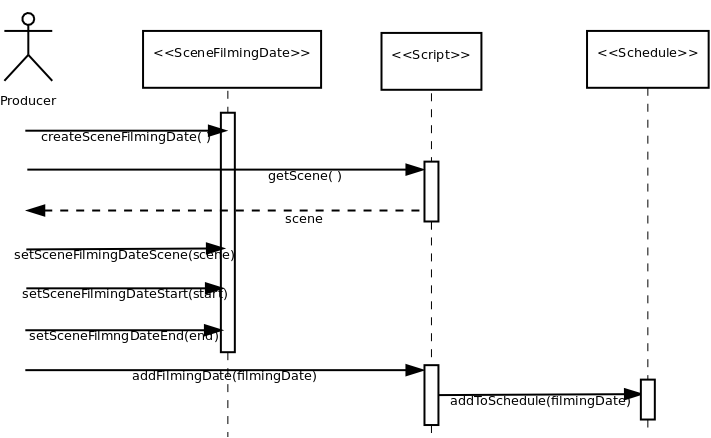 <<SceneFilmingDate>>
<<Script>>
<<Schedule>>
Producer
createSceneFilmingDate( )
getScene( )
scene
setSceneFilmingDateScene(scene)
setSceneFilmingDateStart(start)
setSceneFilmngDateEnd(end)
addFilmingDate(filmingDate)
addToSchedule(filmingDate)